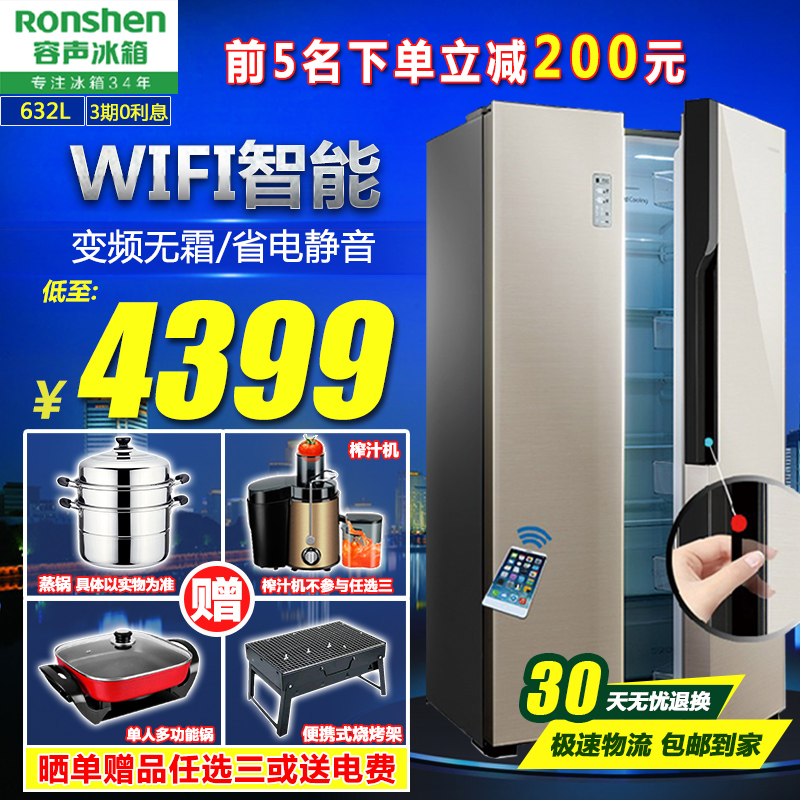 Ronshen
容声冰箱
专注冰箱34年
632L 3期0利息
前5名下单立减200元
WIFI智能
变频无霜/省电静音
低至:
¥4399
榨汁机
蒸锅 具体以实物为准
榨汁机不参与任选三
赠
单人多功能锅
便携式烧烤架
晒单赠品任选三或送电费
30天无忧退换
极速物流 包邮到家